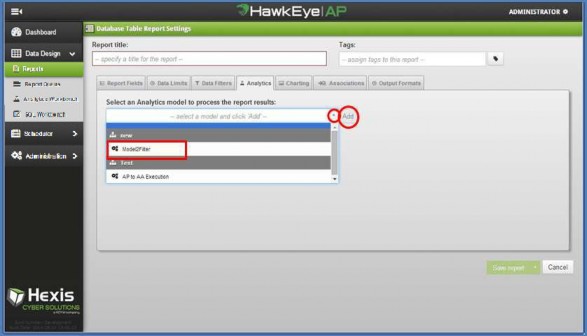 HawkEye|AP
ADMINISTRATOR
Dashboard
Data Design
Reports
Report Queries
Analytics Workbench
SQL Worksheet
Scheduler
Administration
Database Table Report Settings
Report title:
-- specify a title for the report --
Tags:
-- assign tags to this report --
Report Fields
Data Limits
Data Filters
Analytics
Charting
Associations
Output Formats
Select an Analytics model to process the report results:
-- select a model and click 'Add' --
Add
new
Model2Filter
Test
AP to AA Execution
Save report
Cancel
Hexis
CYBER SOLUTIONS